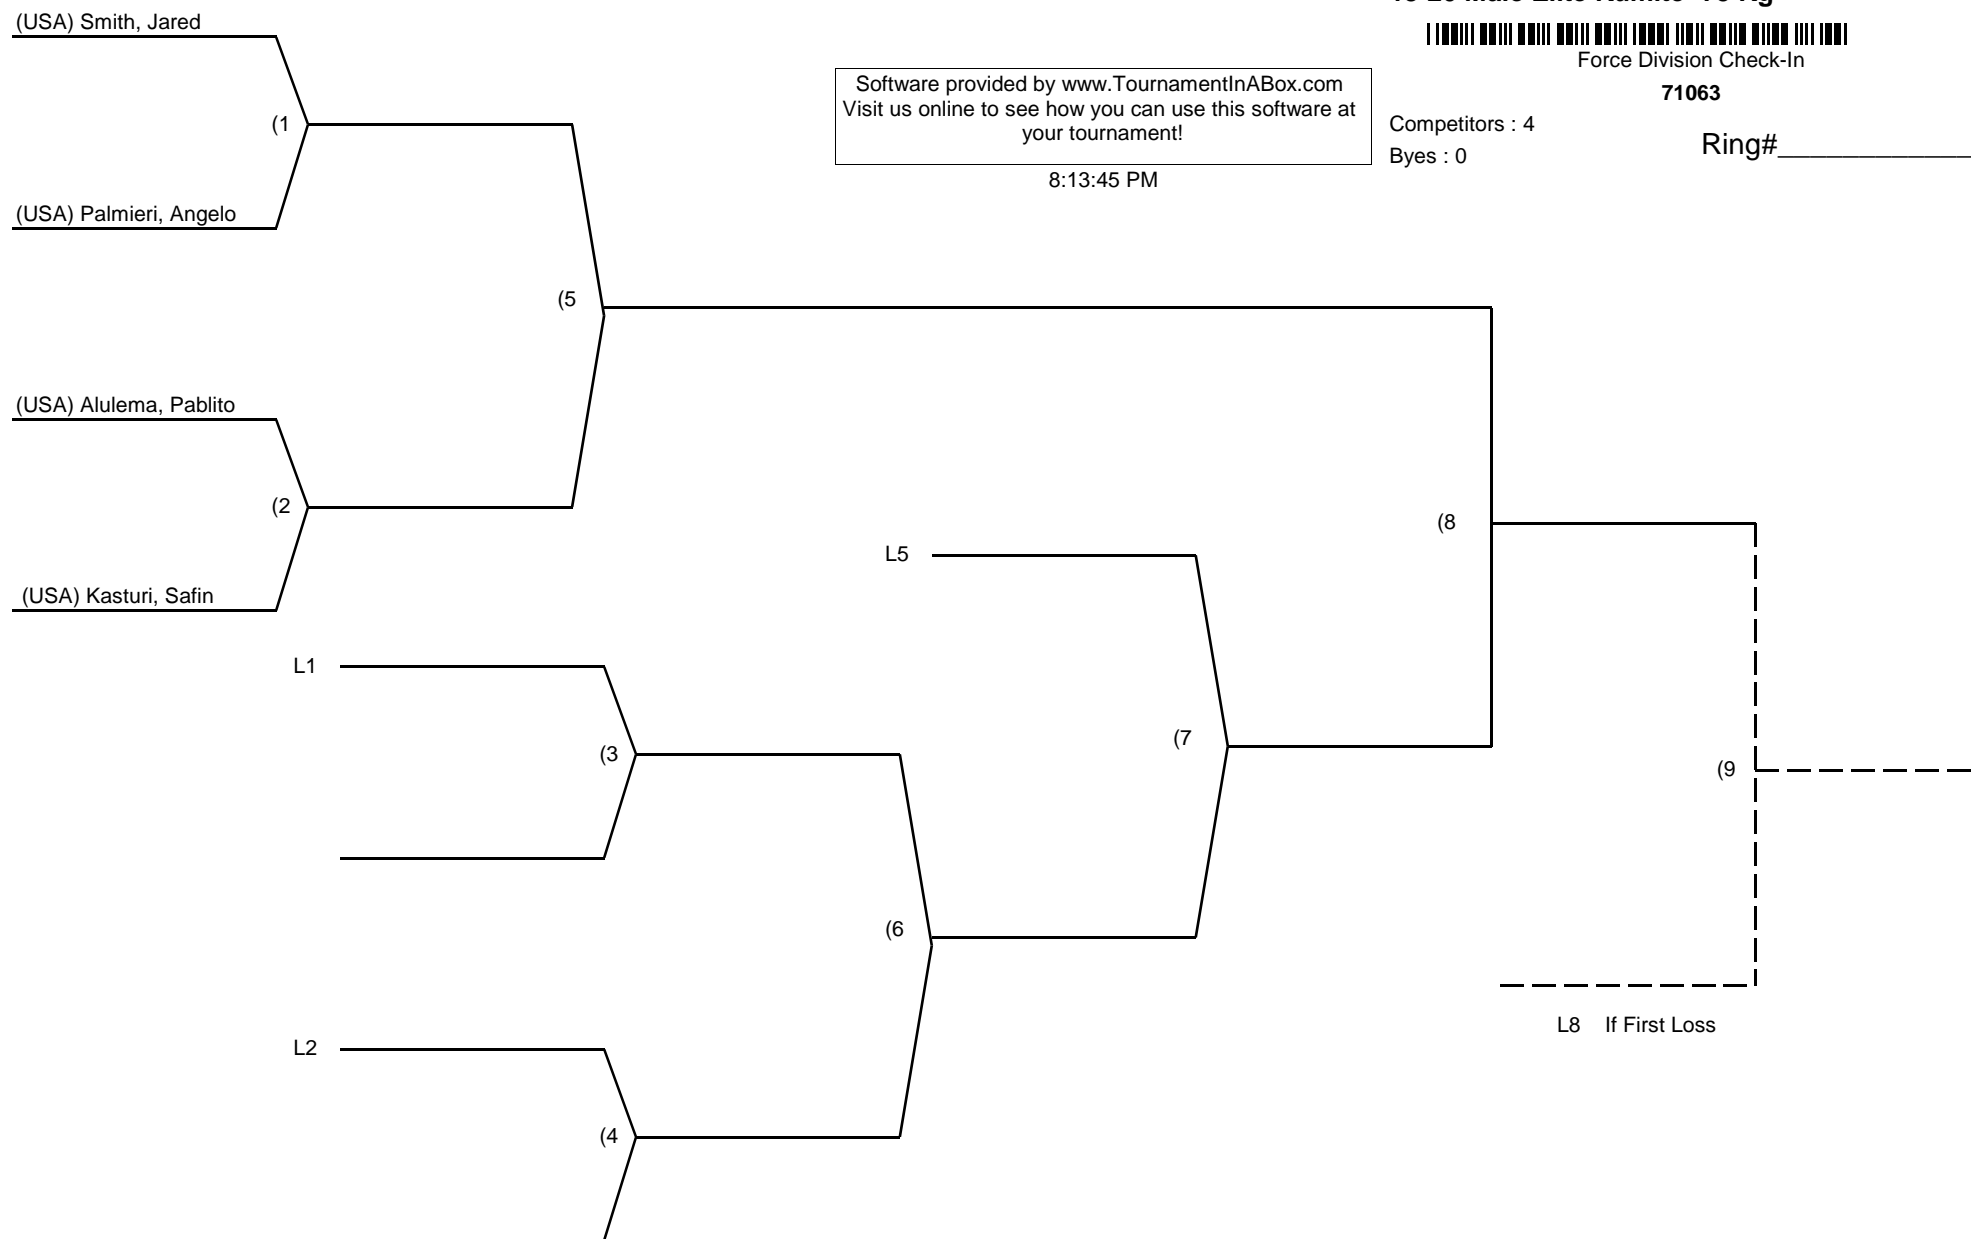 (USA) Smith, Jared
Force Division Check-In
Software provided by www.TournamentInABox.com
Visit us online to see how you can use this software at
your tournament!
71063
Competitors : 4
Ring#_____________
Byes : 0
8:13:45 PM
(1
(USA) Palmieri, Angelo
(5
(USA) Alulema, Pablito
(2
(8
L5
(USA) Kasturi, Safin
L1
(7
(3
(9
(6
L8 If First Loss
L2
(4